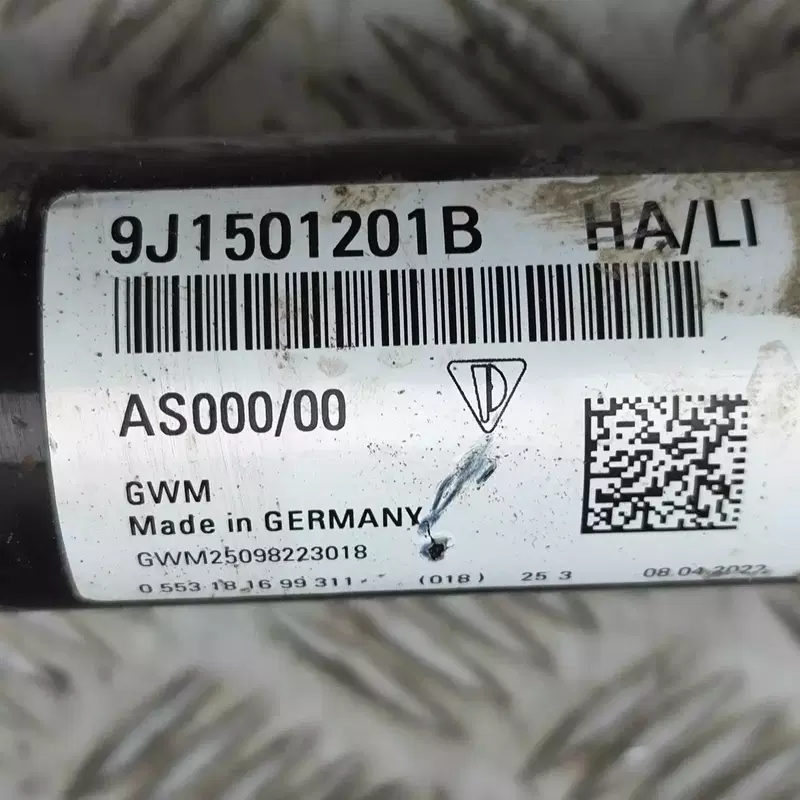 9J1501201B HA/LI
AS000/00
GWM
Made in GERMANY
GWM25098223018
0 553 18 16 99 311-- (018) 25 3 08.04.2022